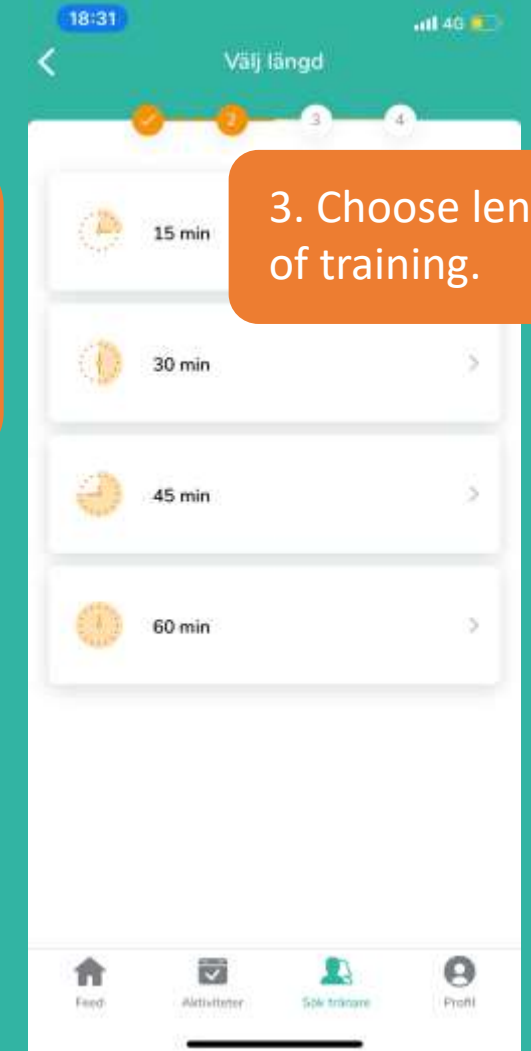 18:31
4G
Välj längd
2
3
4
3. Choose len
of training.
15 min
30 min
45 min
60 min
Feed
Aktiviteter
Sök tränare
Profil